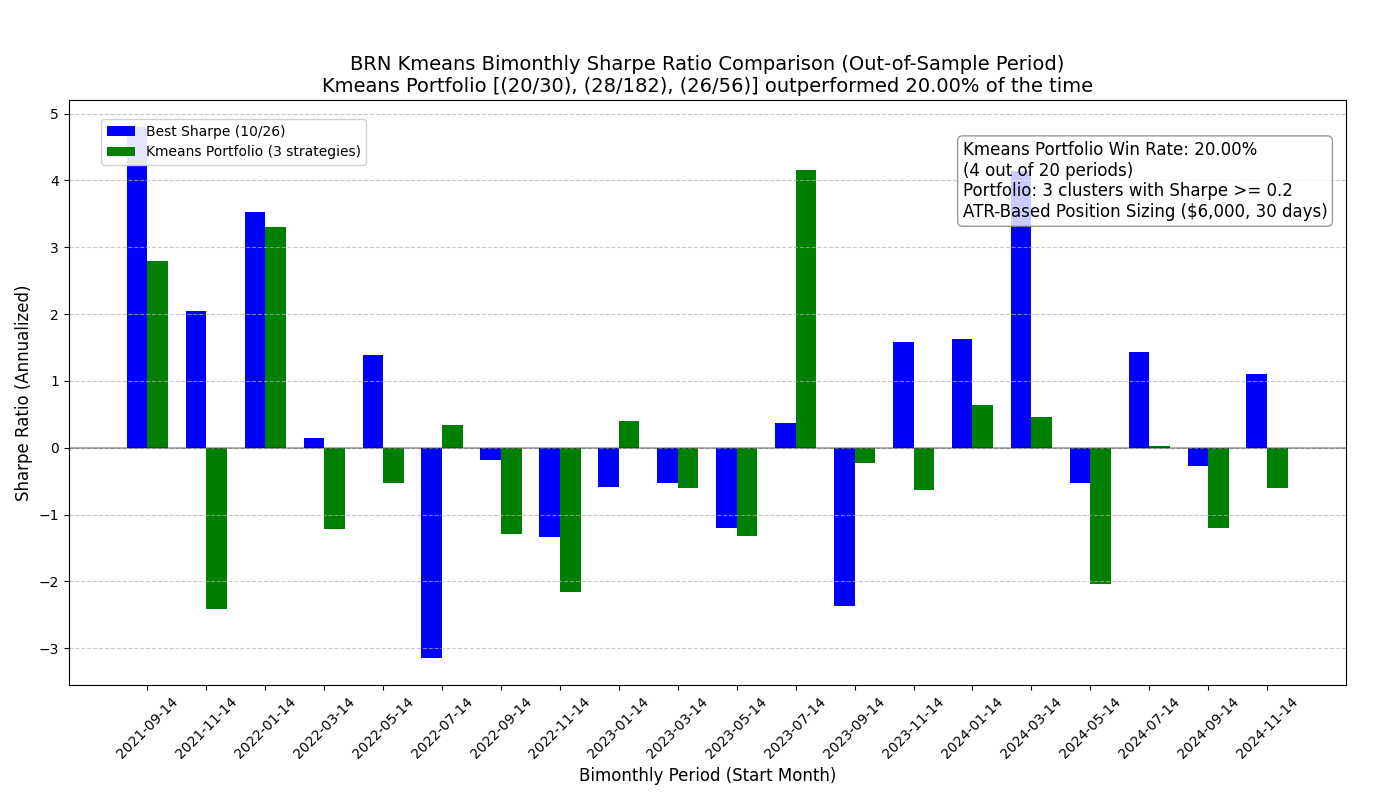 BRN Kmeans Bimonthly Sharpe Ratio Comparison (Out-of-Sample Period)
Kmeans Portfolio [(20/30), (28/182), (26/56)] outperformed 20.00% of the time
Best Sharpe (10/26)
Kmeans Portfolio (3 strategies)
Kmeans Portfolio Win Rate: 20.00%
(4 out of 20 periods)
Portfolio: 3 clusters with Sharpe >= 0.2
ATR-Based Position Sizing ($6,000, 30 days)
Sharpe Ratio (Annualized)
5
4
3
2
1
0
−1
−2
−3
2021-09-14
2021-11-14
2022-01-14
2022-03-14
2022-05-14
2022-07-14
2022-09-14
2022-11-14
2023-01-14
2023-03-14
2023-05-14
2023-07-14
2023-09-14
2023-11-14
2024-01-14
2024-03-14
2024-05-14
2024-07-14
2024-09-14
2024-11-14
Bimonthly Period (Start Month)